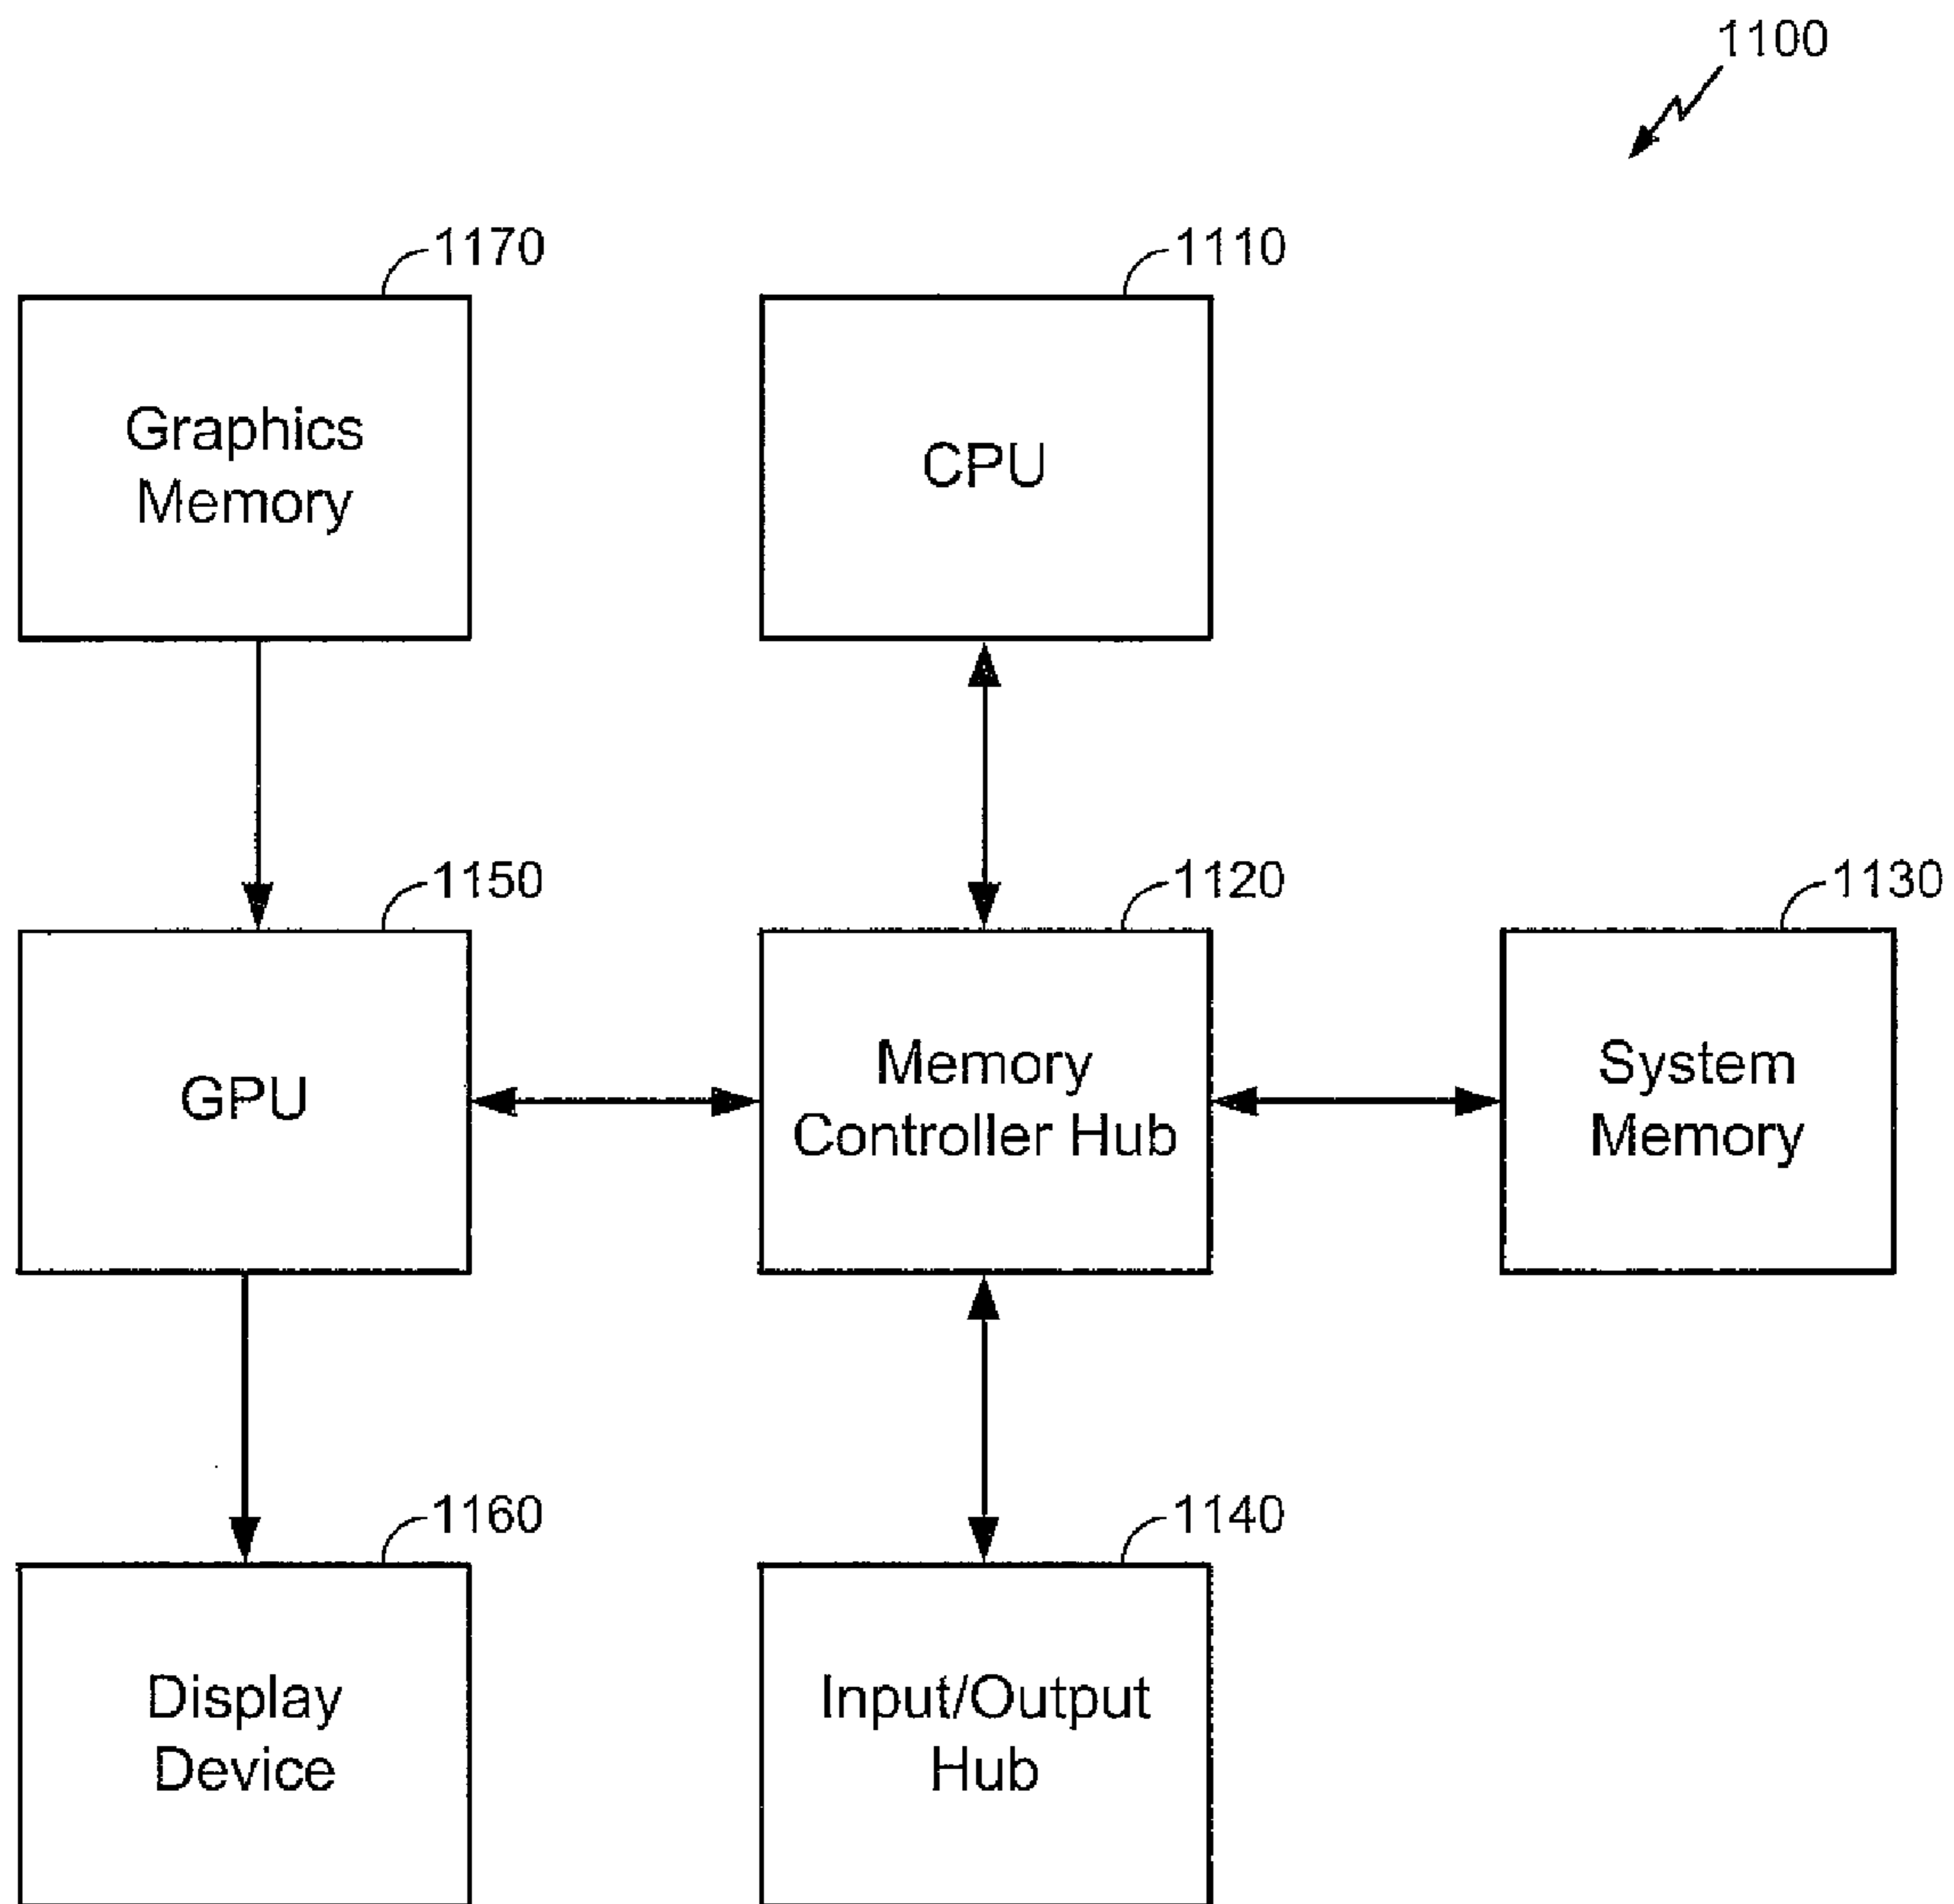 1100
1170
1110
Graphics
Memory
CPU
1150
1120
1130
GPU
Memory
Controller Hub
System
Memory
1160
1140
Display
Device
Input/Output
Hub